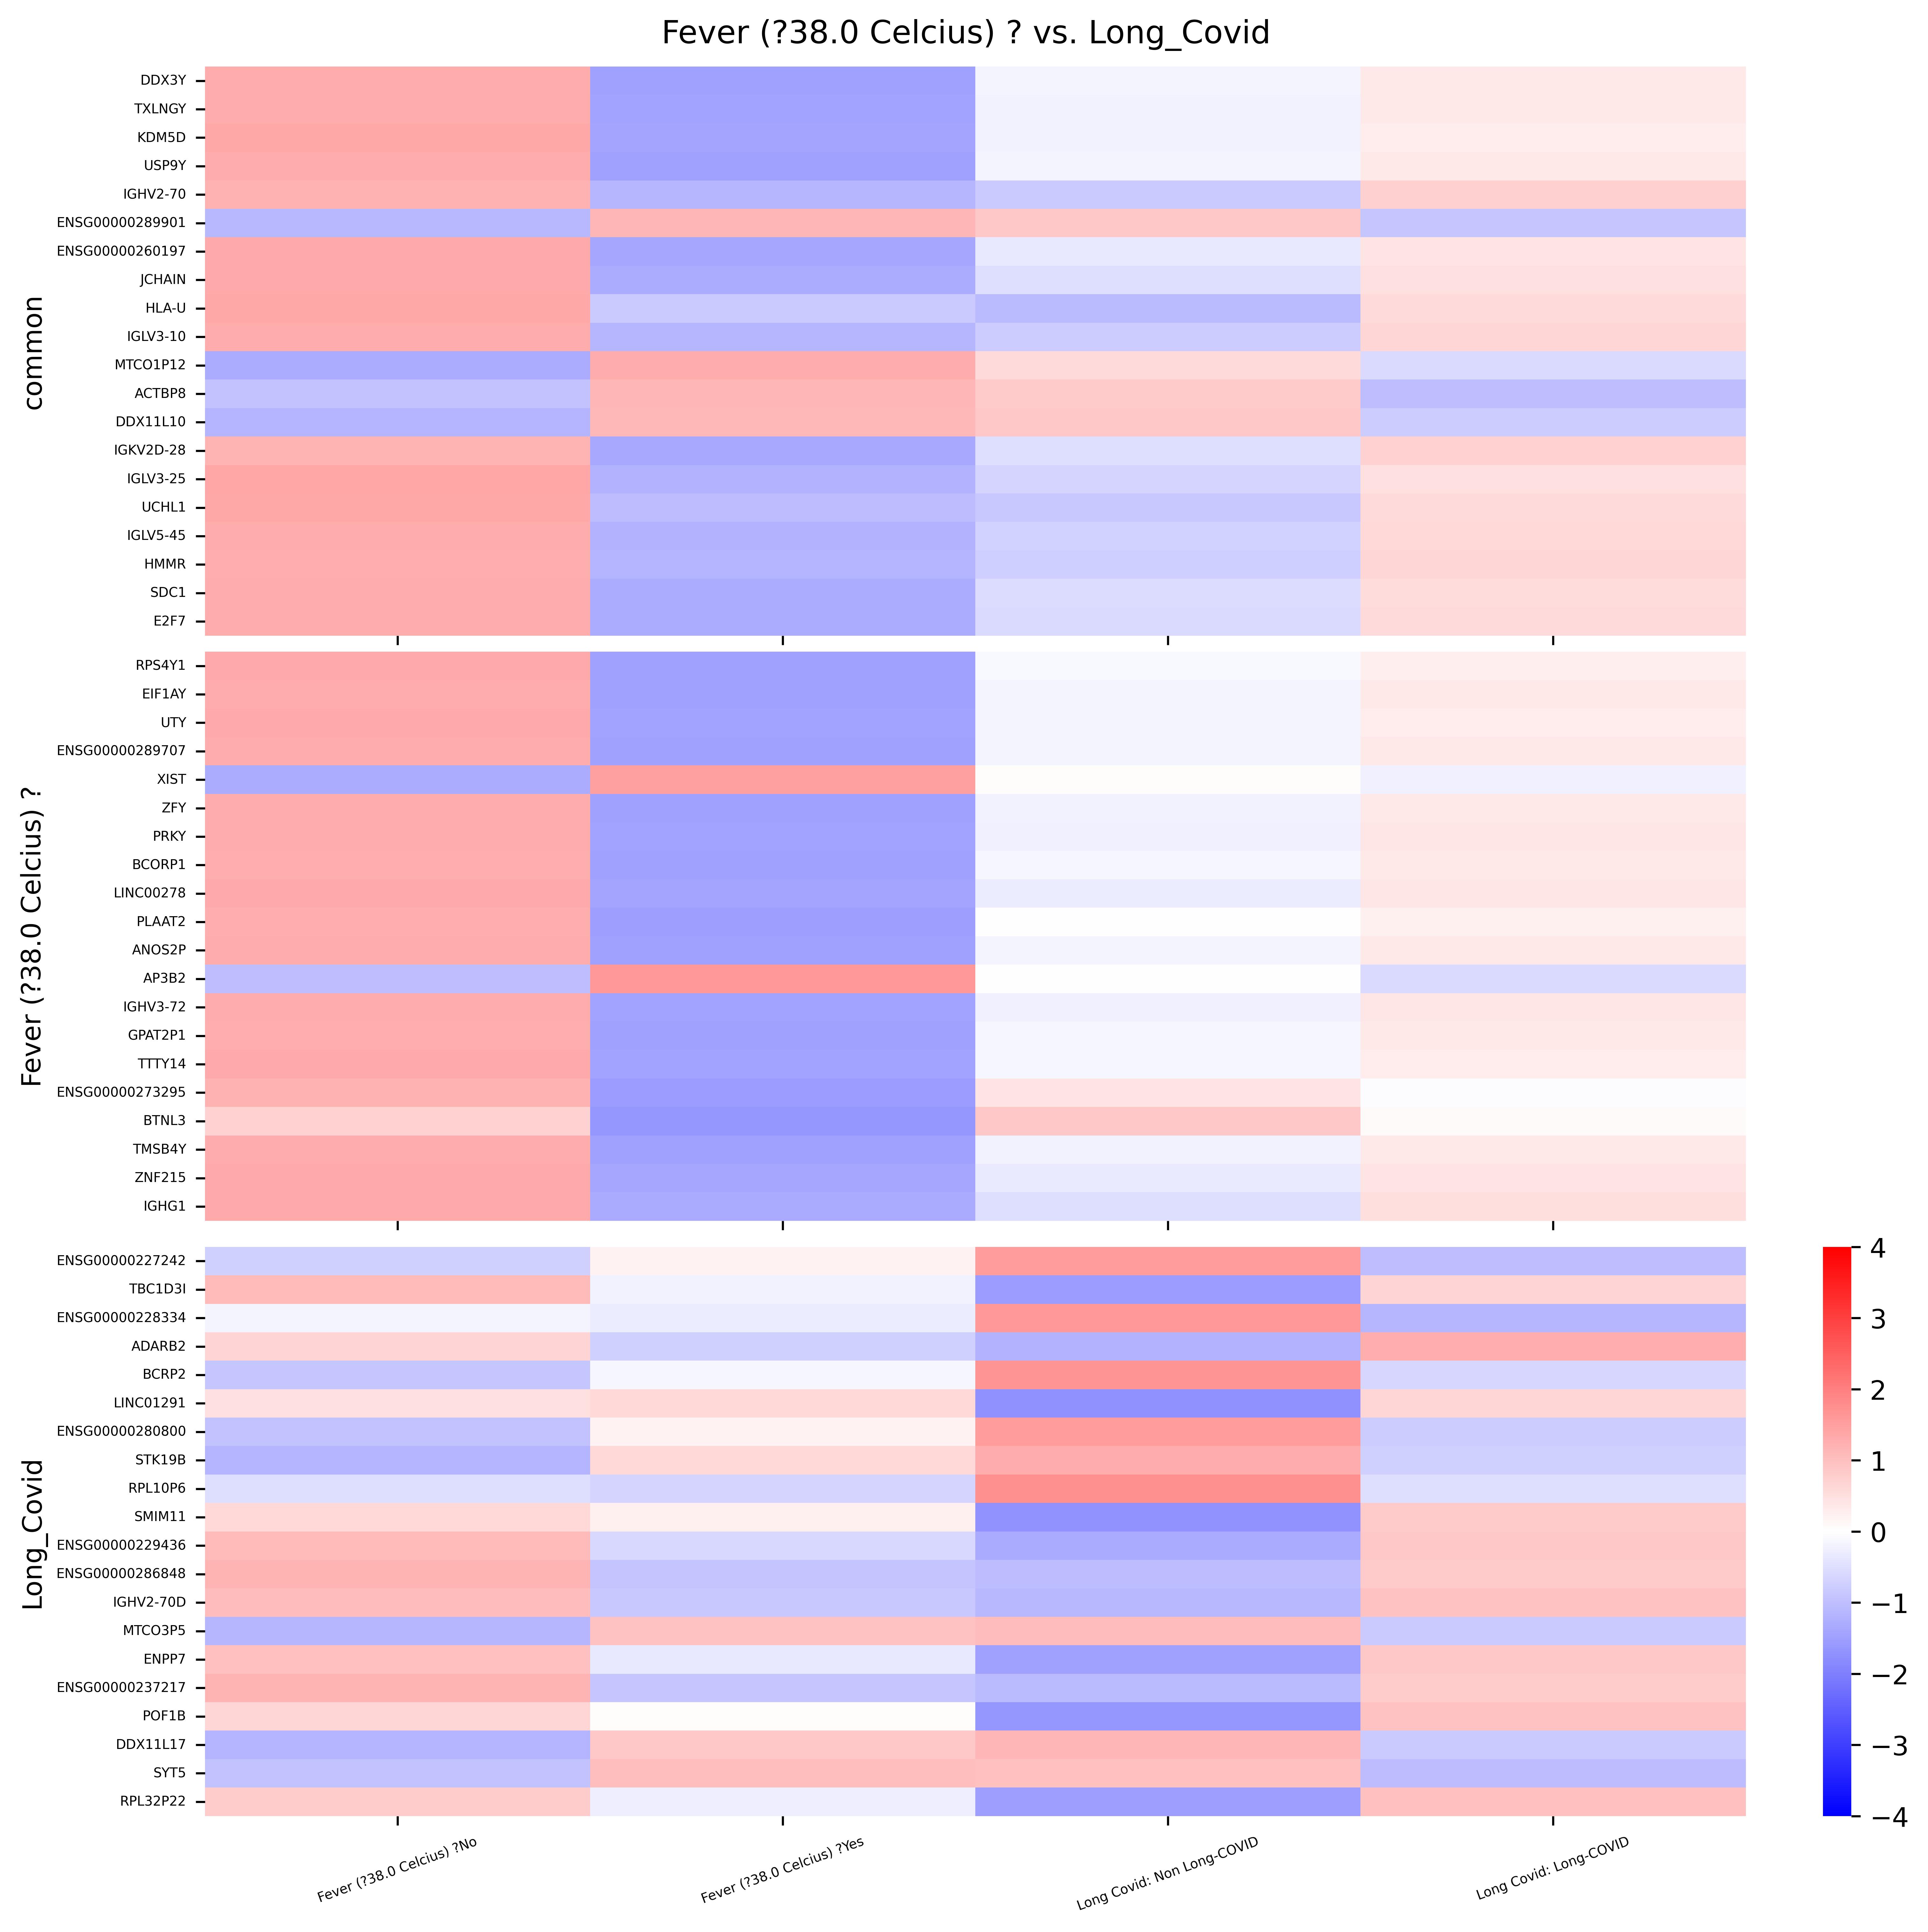 Fever (?38.0 Celcius) ? vs. Long_Covid
common
DDX3Y
TXLNGY
KDM5D
USP9Y
IGHV2-70
ENSG00000289901
ENSG00000260197
JCHAIN
HLA-U
IGLV3-10
MTCO1P12
ACTBP8
DDX11L10
IGKV2D-28
IGLV3-25
UCHL1
IGLV5-45
HMMR
SDC1
E2F7
Fever (?38.0 Celcius) ?
RPS4Y1
EIF1AY
UTY
ENSG00000289707
XIST
ZFY
PRKY
BCORP1
LINC00278
PLAAT2
ANOS2P
AP3B2
IGHV3-72
GPAT2P1
TTTY14
ENSG00000273295
BTNL3
TMSB4Y
ZNF215
IGHG1
Long_Covid
ENSG00000227242
TBC1D3I
ENSG00000228334
ADARB2
BCRP2
LINC01291
ENSG00000280800
STK19B
RPL10P6
SMIM11
ENSG00000229436
ENSG00000286848
IGHV2-70D
MTCO3P5
ENPP7
ENSG00000237217
POF1B
DDX11L17
SYT5
RPL32P22
Fever (?38.0 Celcius) ?No
Fever (?38.0 Celcius) ?Yes
Long Covid: Non Long-COVID
Long Covid: Long-COVID
4
3
2
1
0
−1
−2
−3
−4